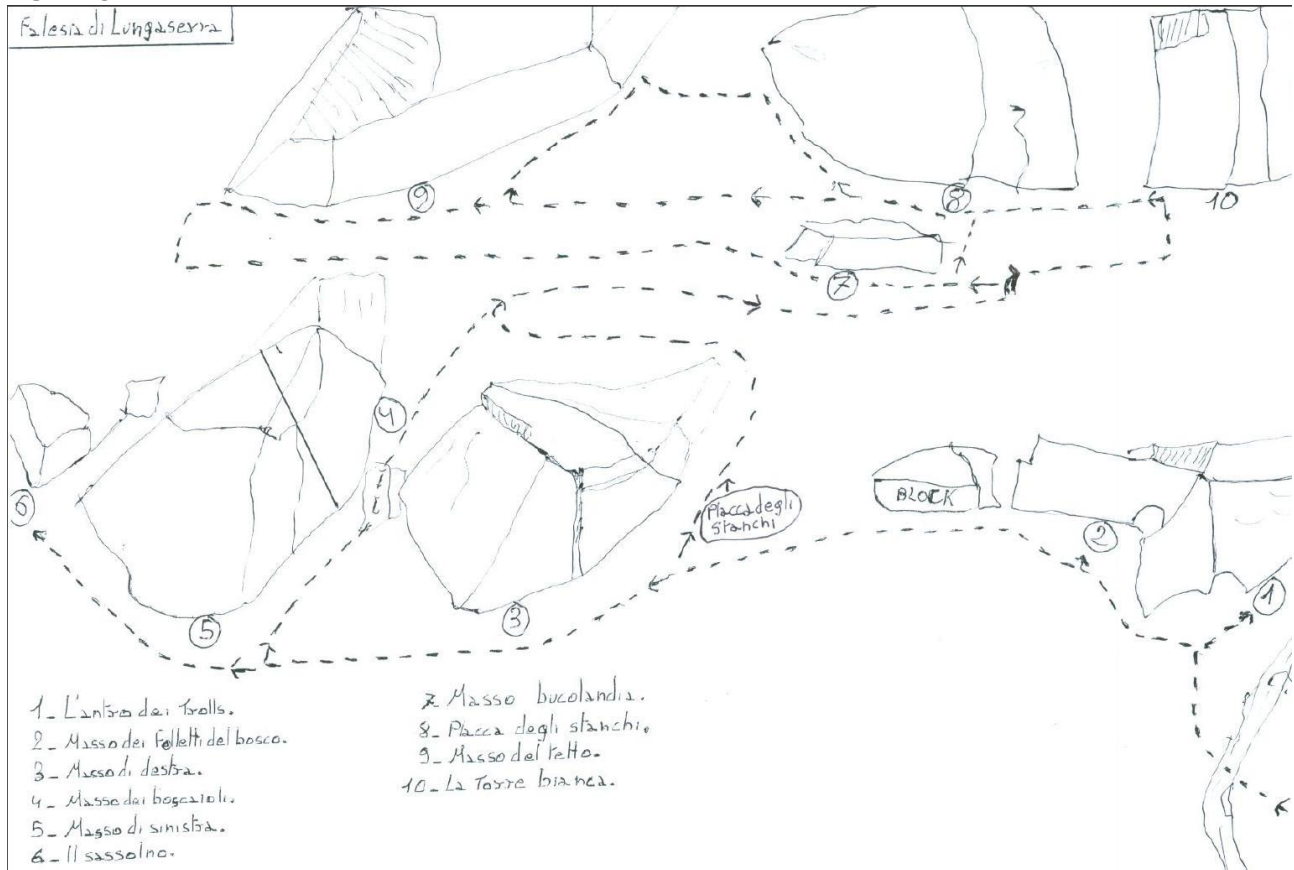 Falesia di Lungaserra
9
8
10
7
4
6
BLOCK
Placca degli
stanchi
2
1
3
5
1_ L'antro dei Trolls.
2_ Masso dei Folletti del bosco.
3_ Masso di destra.
4_ Masso dei boscaioli.
5_ Masso di sinistra.
6_ Il sassolno.
7_ Masso bucolandia.
8_ Placca degli stanchi.
9_ Masso del tetto.
10_ La Torre bianca.